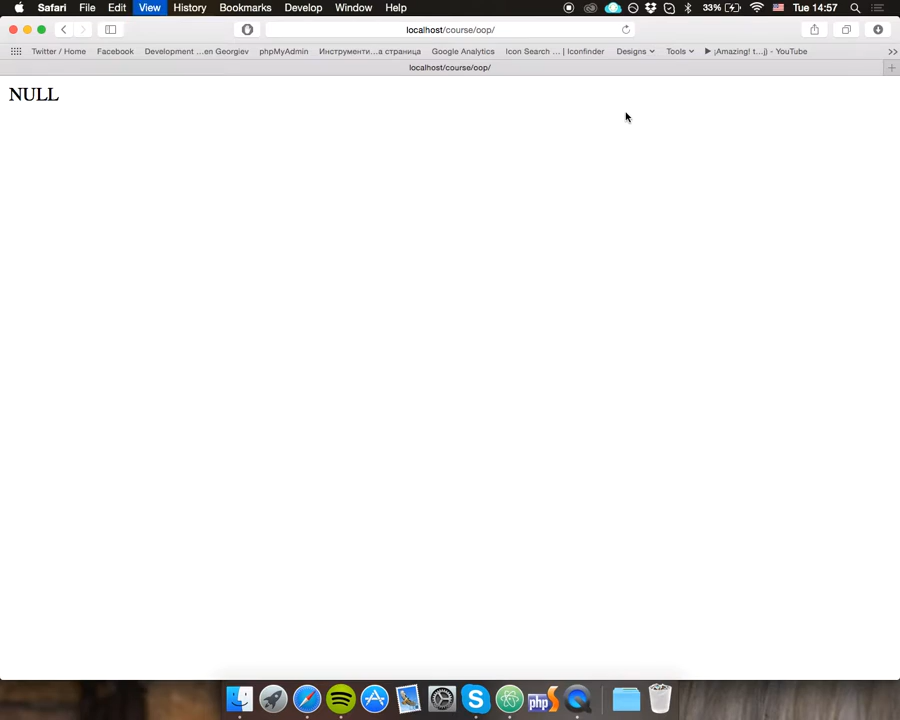 Safari File Edit View History Bookmarks Develop Window Help 33% Tue 14:57
localhost/course/oop/
Twitter / Home Facebook Development ...en Georgiev phpMyAdmin Инструменти...а страница Google Analytics Icon Search ... | Iconfinder Designs Tools ▶ ¡Amazing! t...j) - YouTube >>
localhost/course/oop/ +
NULL
php